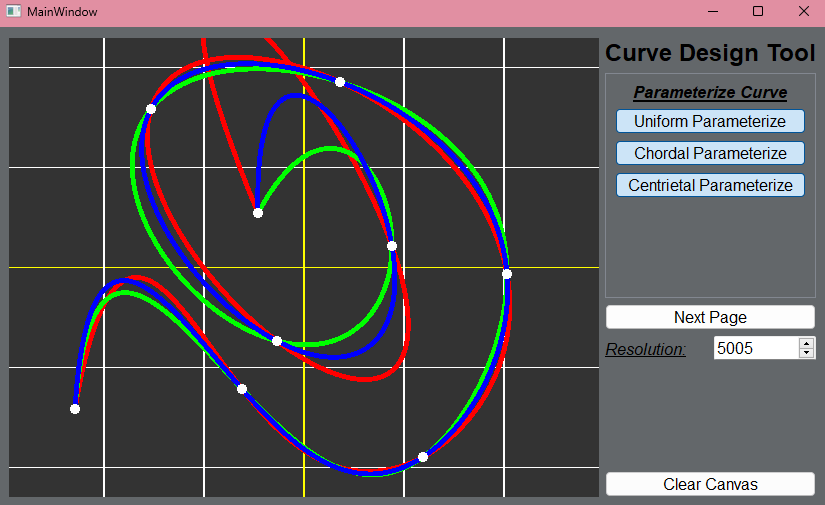 MainWindow
Curve Design Tool
Parameterize Curve
Uniform Parameterize
Chordal Parameterize
Centrietal Parameterize
Next Page
Resolution: 5005
Clear Canvas